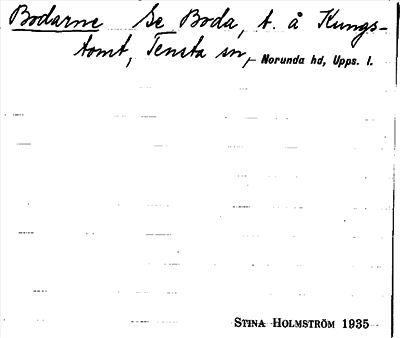 Bodarne Se Boda, t. å Kungs-
tomt, Tensta sn, Norunda hd, Upps. l.
STINA HOLMSTRÖM 1935